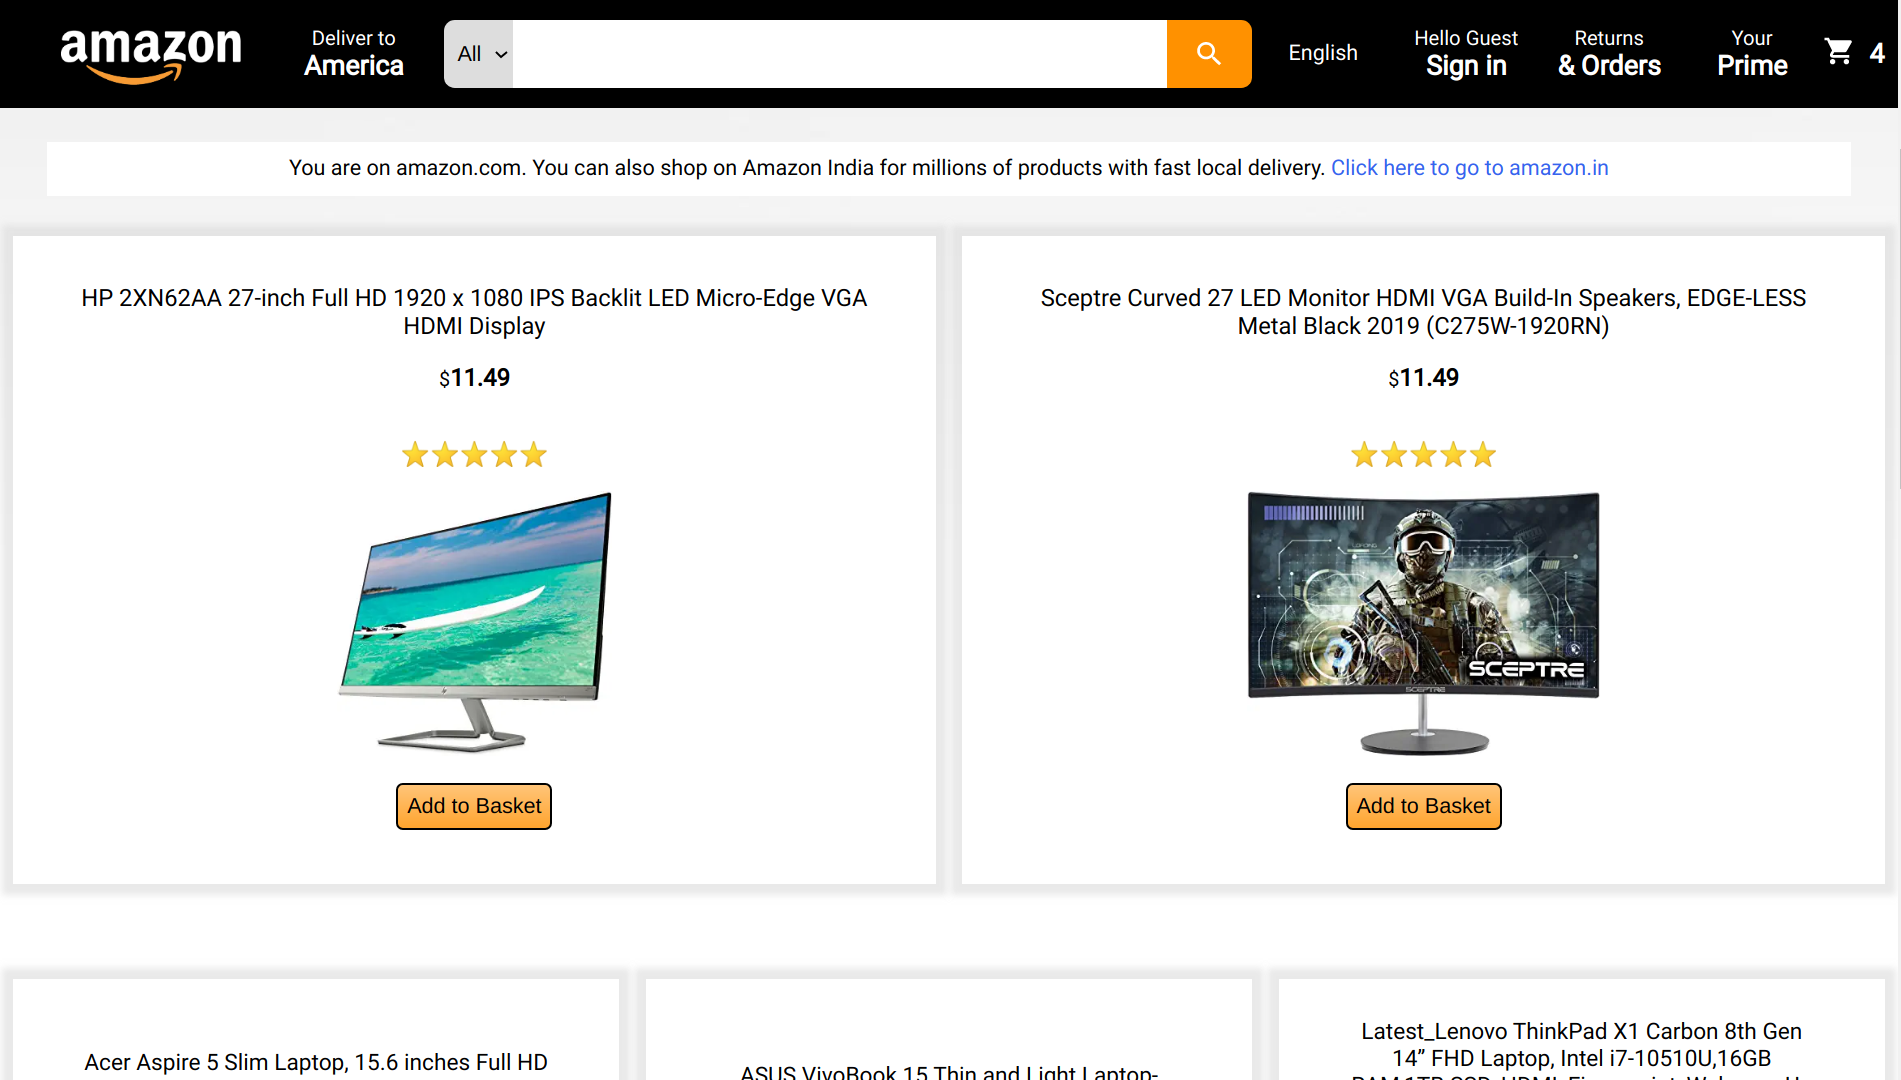 amazon
Deliver to
America
All
English
Hello Guest
Sign in
Returns
& Orders
Your
Prime
4
You are on amazon.com. You can also shop on Amazon India for millions of products with fast local delivery. Click here to go to amazon.in
HP 2XN62AA 27-inch Full HD 1920 x 1080 IPS Backlit LED Micro-Edge VGA
HDMI Display
$11.49
Add to Basket
Sceptre Curved 27 LED Monitor HDMI VGA Build-In Speakers, EDGE-LESS
Metal Black 2019 (C275W-1920RN)
$11.49
SCEPTRE
SCEPTRE
Add to Basket
Acer Aspire 5 Slim Laptop, 15.6 inches Full HD
ASUS VivoBook 15 Thin and Light Laptop-
Latest_Lenovo ThinkPad X1 Carbon 8th Gen
14” FHD Laptop, Intel i7-10510U,16GB